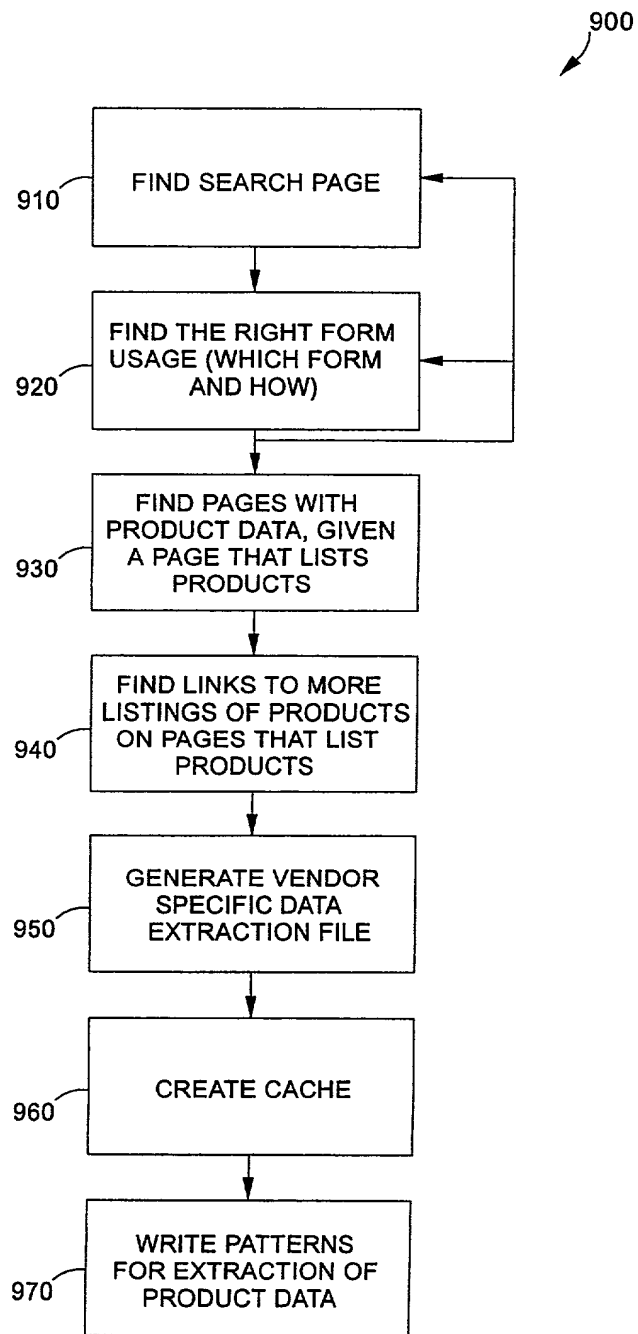 900
910
FIND SEARCH PAGE
920
FIND THE RIGHT FORM
USAGE (WHICH FORM
AND HOW)
930
FIND PAGES WITH
PRODUCT DATA, GIVEN
A PAGE THAT LISTS
PRODUCTS
940
FIND LINKS TO MORE
LISTINGS OF PRODUCTS
ON PAGES THAT LIST
PRODUCTS
950
GENERATE VENDOR
SPECIFIC DATA
EXTRACTION FILE
960
CREATE CACHE
970
WRITE PATTERNS
FOR EXTRACTION OF
PRODUCT DATA